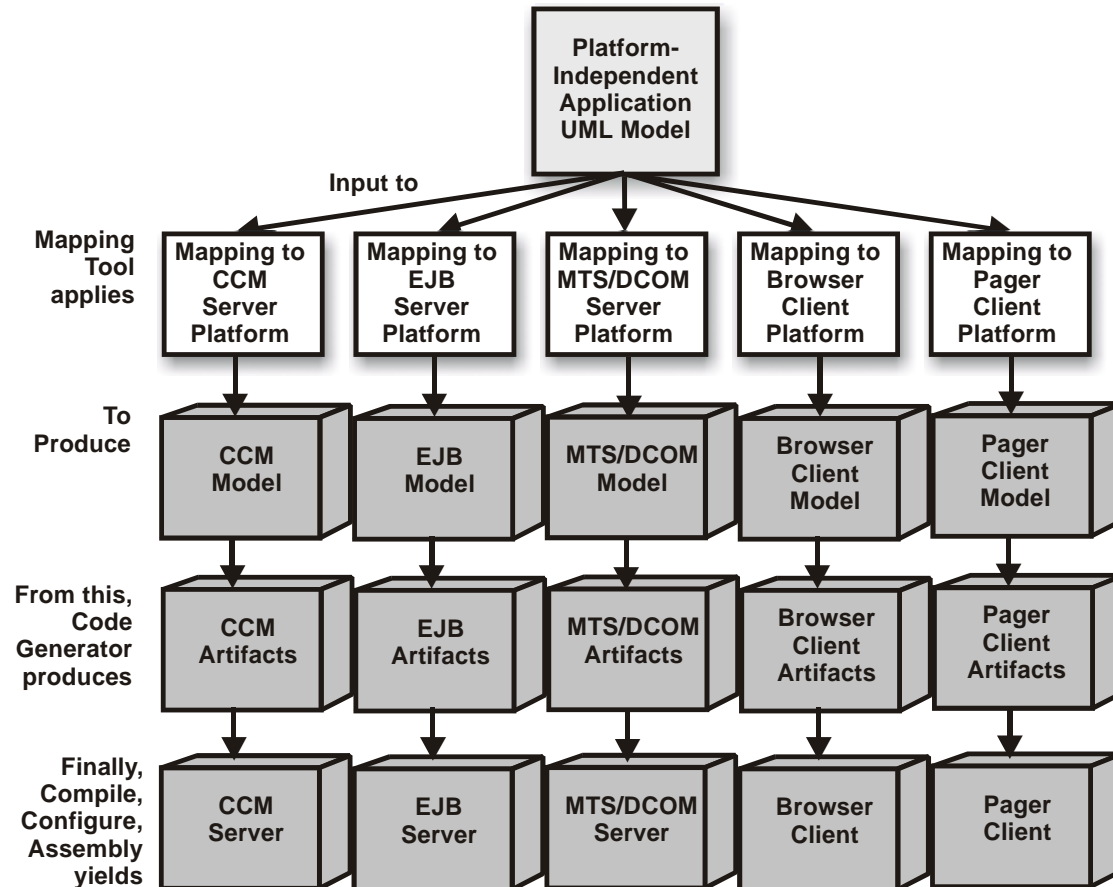 Platform-
Independent
Application
UML Model
Input to
Mapping
Tool
applies
Mapping to
CCM
Server
Platform
Mapping to
EJB
Server
Platform
Mapping to
MTS/DCOM
Server
Platform
Mapping to
Browser
Client
Platform
Mapping to
Pager
Client
Platform
To
Produce
CCM
Model
EJB
Model
MTS/DCOM
Model
Browser
Client
Model
Pager
Client
Model
From this,
Code
Generator
produces
CCM
Artifacts
EJB
Artifacts
MTS/DCOM
Artifacts
Browser
Client
Artifacts
Pager
Client
Artifacts
Finally,
Compile,
Configure,
Assembly
yields
CCM
Server
EJB
Server
MTS/DCOM
Server
Browser
Client
Pager
Client